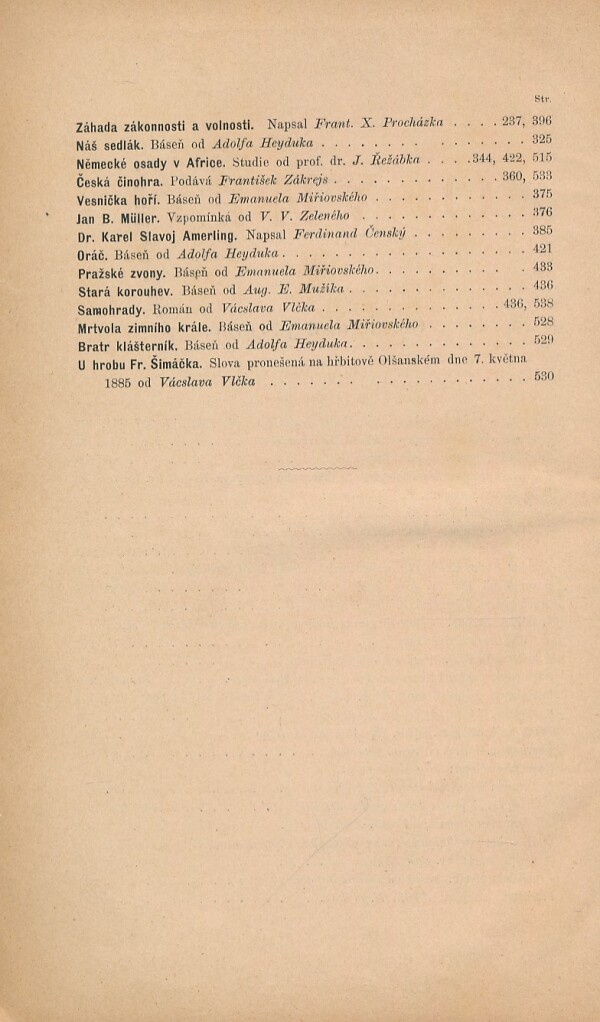 Str.
Záhada zákonnosti a volnosti. Napsal Frant. X. Procházka . . . . 237, 396
Náš sedlák. Báseň od Adolfa Heyduka . . . . . . . . . . . . . 325
Německé osady v Africe. Studie od prof. dr. J. Řežábka . . . . 344, 422, 515
Česká činohra. Podává František Zákrejs . . . . . . . . . . 360, 533
Vesnička hoří. Báseň od Emanuela Miřiovského . . . . . . . . . . 375
Jan B. Müller. Vzpomínka od V. V. Zeleného . . . . . . . . . . . 376
Dr. Karel Slavoj Amerling. Napsal Ferdinand Čenský . . . . . . . . 385
Oráč. Báseň od Adolfa Heyduka . . . . . . . . . . . . . . . 421
Pražské zvony. Báspň od Emanuela Miřiovského . . . . . . . . . . 433
Stará korouhev. Báseň od Aug. E. Mužíka . . . . . . . . . . . . 436
Samohrady. Román od Vácslava Vlčka . . . . . . . . . . . . 436, 538
Mrtvola zimního krále. Báseň od Emanuela Miřiovského . . . . . . . 528
Bratr klášterník. Báseň od Adolfa Heyduka . . . . . . . . . . . . 529
U hrobu Fr. Šimáčka. Slova pronešená na hřbitově Olšanském dne 7. května
1885 od Vácslava Vlčka . . . . . . . . . . . . . . . . . 530